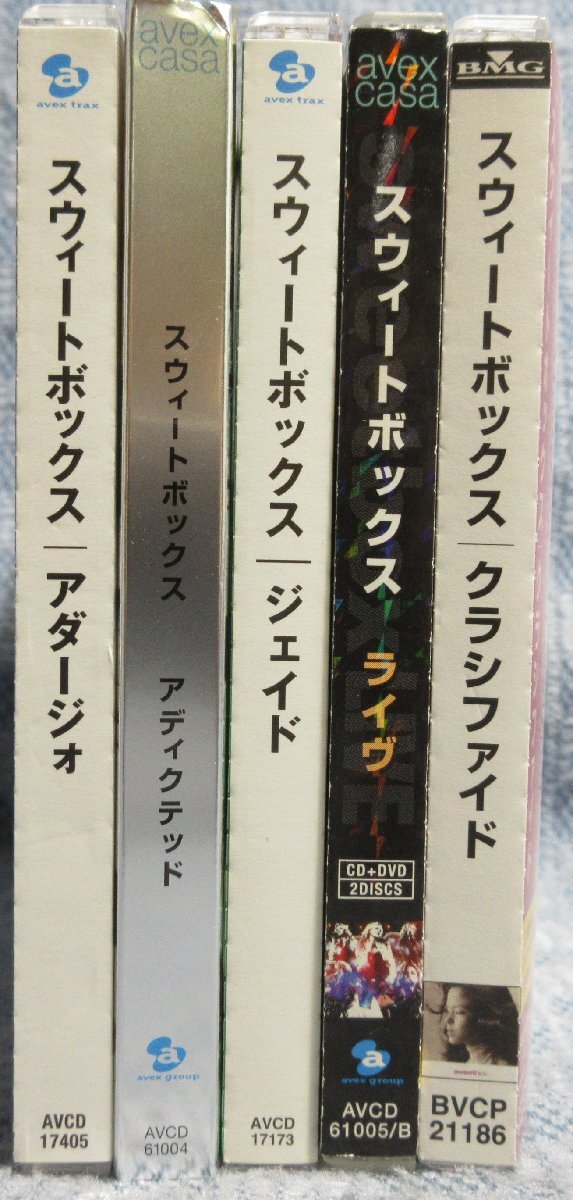 avex trax
スウィートボックス｜アダージォ
AVCD
17405
avex
casa
スウィートボックス　アディクテッド
avex group
AVCD
61004
avex trax
スウィートボックス｜ジェイド
AVCD
17173
avex
casa
スウィートボックス ライヴ
CD+DVD
2DISCS
avex group
AVCD
61005/B
BMG
スウィートボックス｜クラシファイド
BVCP
21186